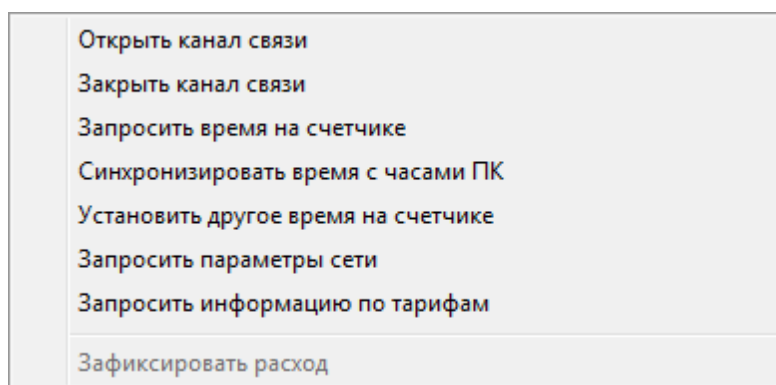 Открыть канал связи
Закрыть канал связи
Запросить время на счетчике
Синхронизировать время с часами ПК
Установить другое время на счетчике
Запросить параметры сети
Запросить информацию по тарифам
Зафиксировать расход